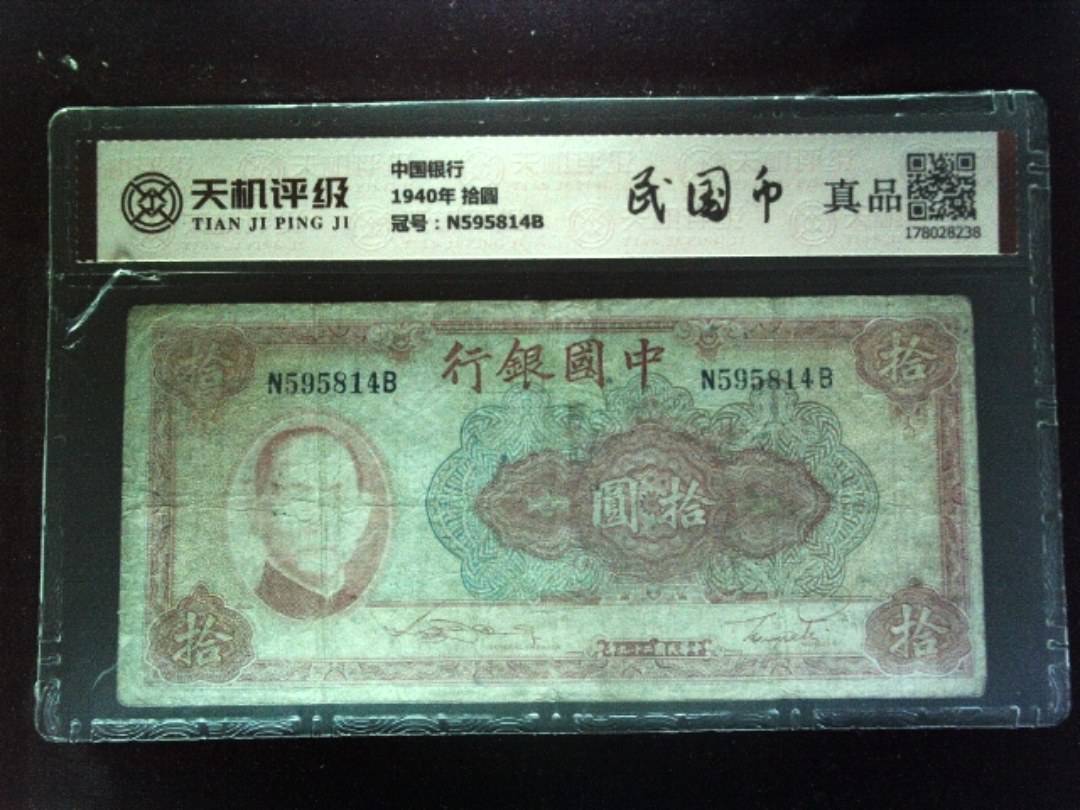 天机评级
TIAN JI PING JI
中国银行
1940年 拾圓
冠号：N595814B
民国币
真品
178028238
行銀國中
N595814B
N595814B
拾
拾
圓拾
拾
拾